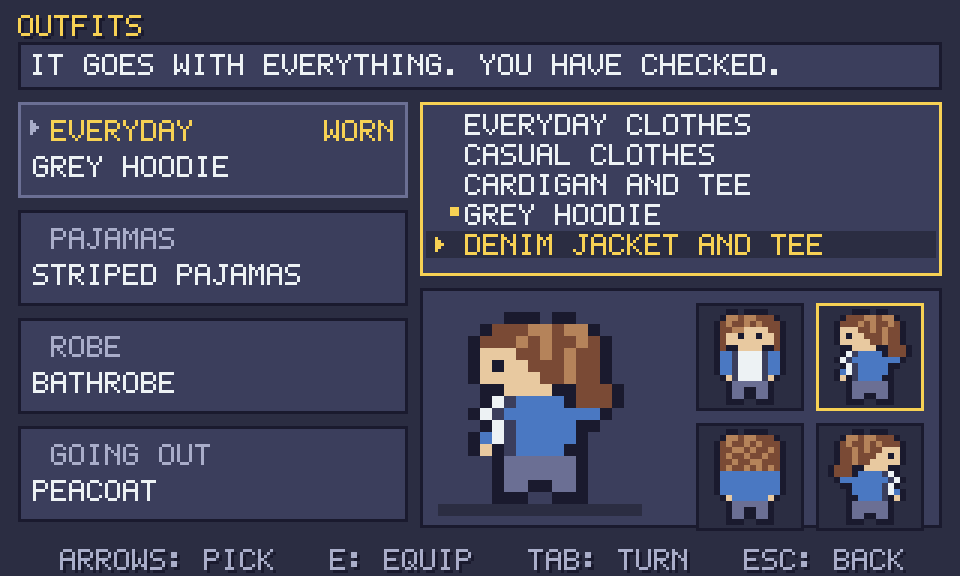 OUTFITS
IT GOES WITH EVERYTHING. YOU HAVE CHECKED.
EVERYDAY WORN
GREY HOODIE
PAJAMAS
STRIPED PAJAMAS
ROBE
BATHROBE
GOING OUT
PEACOAT
EVERYDAY CLOTHES
CASUAL CLOTHES
CARDIGAN AND TEE
GREY HOODIE
DENIM JACKET AND TEE
ARROWS: PICK E: EQUIP TAB: TURN ESC: BACK